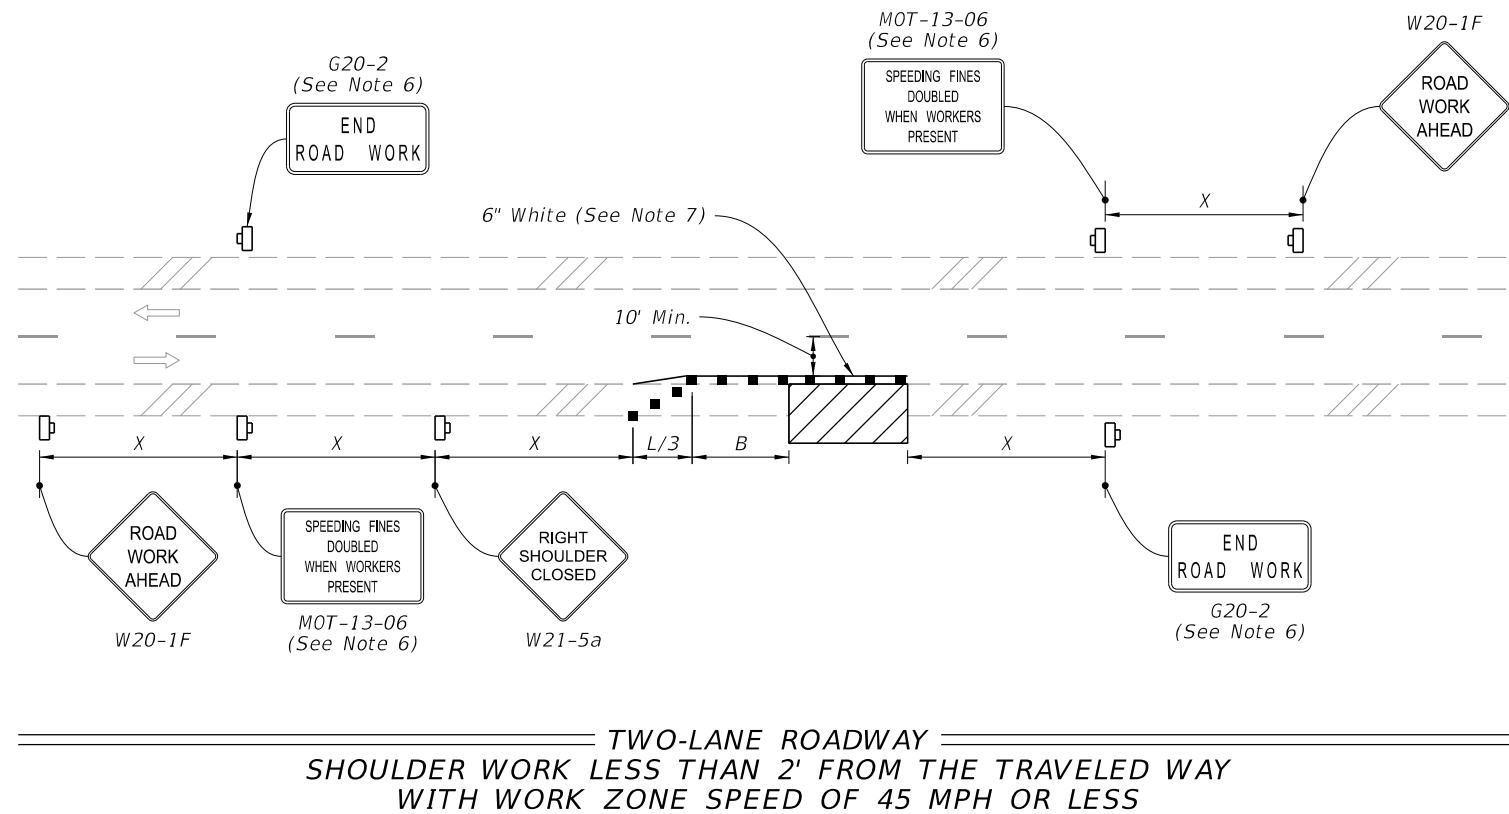 MOT-13-06
(See Note 6)
W20-1F
G20-2
(See Note 6)
SPEEDING FINES
DOUBLED
WHEN WORKERS
PRESENT
ROAD
WORK
AHEAD
END
ROAD WORK
X
6" White (See Note 7)
10' Min.
X
X
X
L/3
B
X
ROAD
WORK
AHEAD
SPEEDING FINES
DOUBLED
WHEN WORKERS
PRESENT
RIGHT
SHOULDER
CLOSED
END
ROAD WORK
W20-1F
MOT-13-06
(See Note 6)
W21-5a
G20-2
(See Note 6)
TWO-LANE ROADWAY
SHOULDER WORK LESS THAN 2' FROM THE TRAVELED WAY
WITH WORK ZONE SPEED OF 45 MPH OR LESS